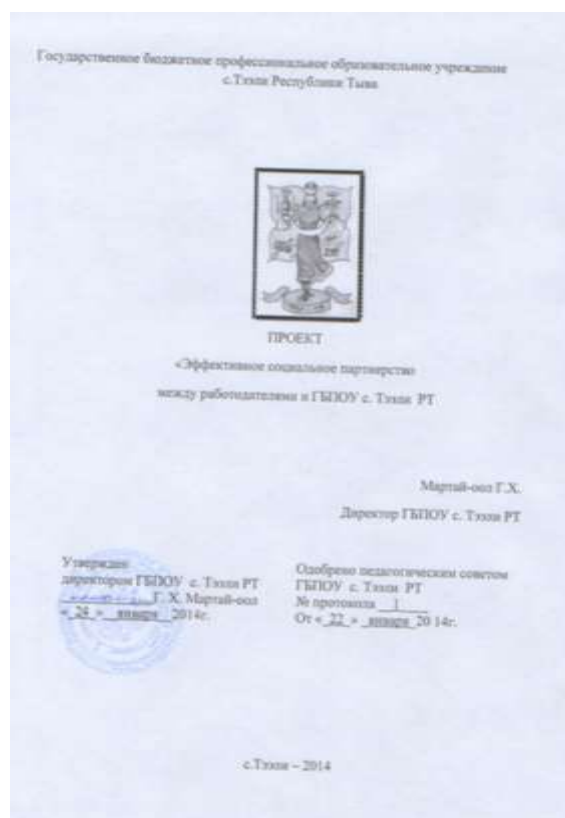 Государственное бюджетное профессиональное образовательное учреждение
с.Тээли Республики Тыва
ПРОЕКТ
«Эффективное социальное партнерство
между работодателями и ГБПОУ с. Тээли РТ
Мартай-оол Г.Х.
Директор ГБПОУ с. Тээли РТ
Утверждаю
директором ГБПОУ с. Тээли РТ
Г. Х. Мартай-оол
« 24 » января 2014г.
Одобрено педагогическим советом
ГБПОУ с. Тээли РТ
№ протокола 1
От « 22 » января 20 14г.
с.Тээли – 2014